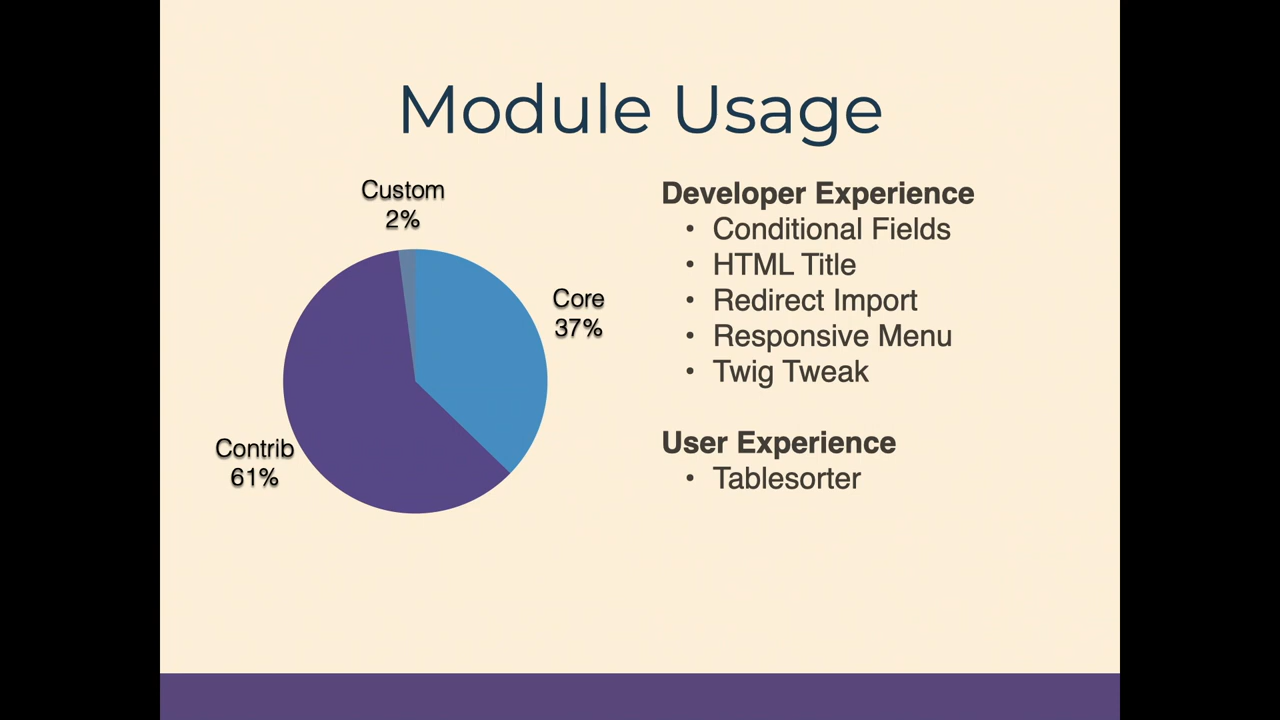 Module Usage
Custom
2%
Core
37%
Contrib
61%
Developer Experience
• Conditional Fields
• HTML Title
• Redirect Import
• Responsive Menu
• Twig Tweak
User Experience
• Tablesorter